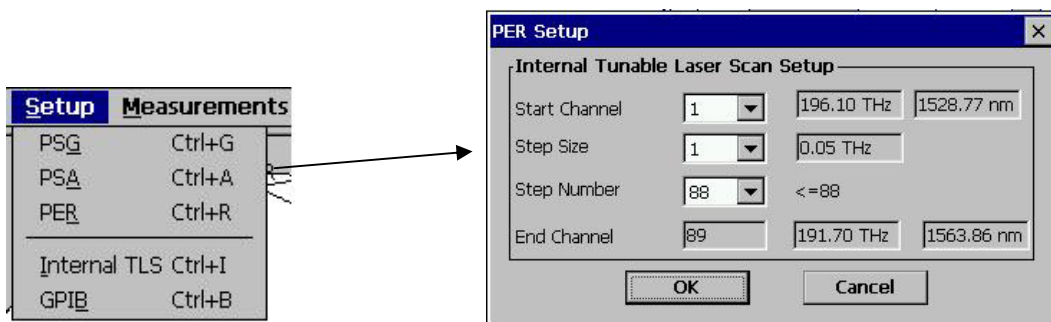 Setup Measurements
PSG Ctrl+G
PSA Ctrl+A
PER Ctrl+R
Internal TLS Ctrl+I
GPIB Ctrl+B
PER Setup
Internal Tunable Laser Scan Setup
Start Channel 1 196.10 THz 1528.77 nm
Step Size 1 0.05 THz
Step Number 88 <=88
End Channel 89 191.70 THz 1563.86 nm
OK Cancel